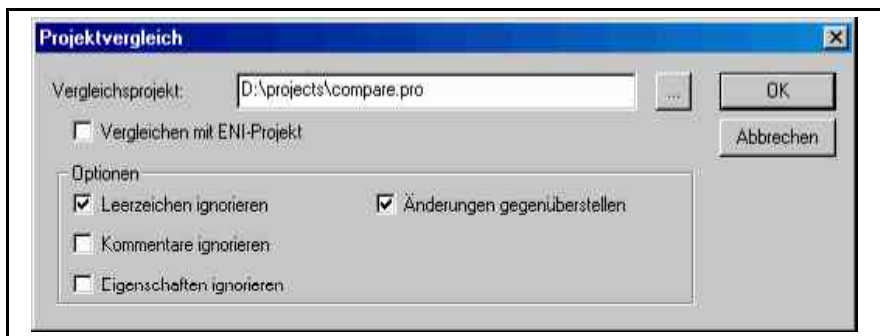 Projektvergleich
Vergleichsprojekt: D:\projects\compare.pro ... OK
Vergleichen mit ENI-Projekt Abbrechen
Optionen
Leerzeichen ignorieren Änderungen gegenüberstellen
Kommentare ignorieren
Eigenschaften ignorieren